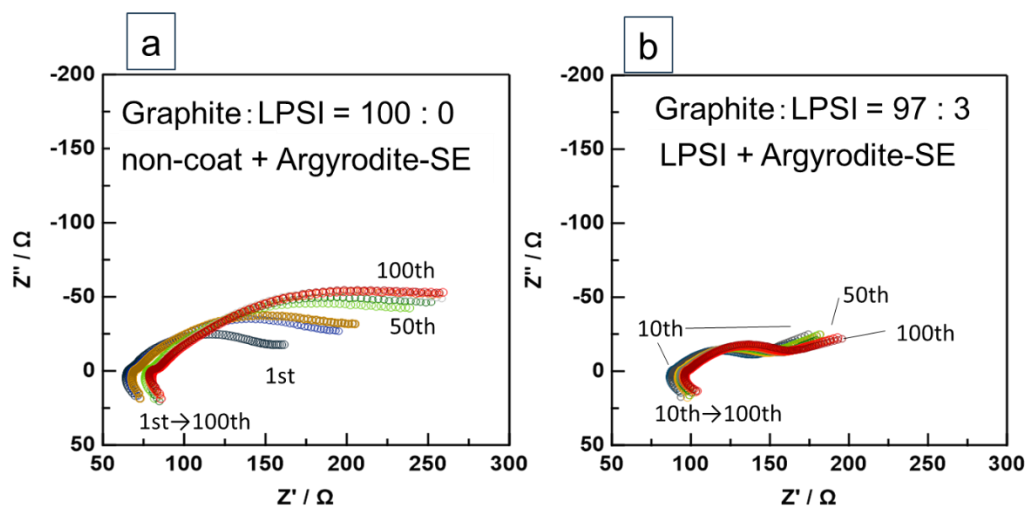 a
-200
-150
-100
-50
0
50
Z'' / Ω
Graphite:LPSI = 100 : 0
non-coat + Argyrodite-SE
100th
50th
1st
1st→100th
50 100 150 200 250 300
Z' / Ω
b
-200
-150
-100
-50
0
50
Z'' / Ω
Graphite:LPSI = 97 : 3
LPSI + Argyrodite-SE
50th
10th
100th
10th→100th
50 100 150 200 250 300
Z' / Ω